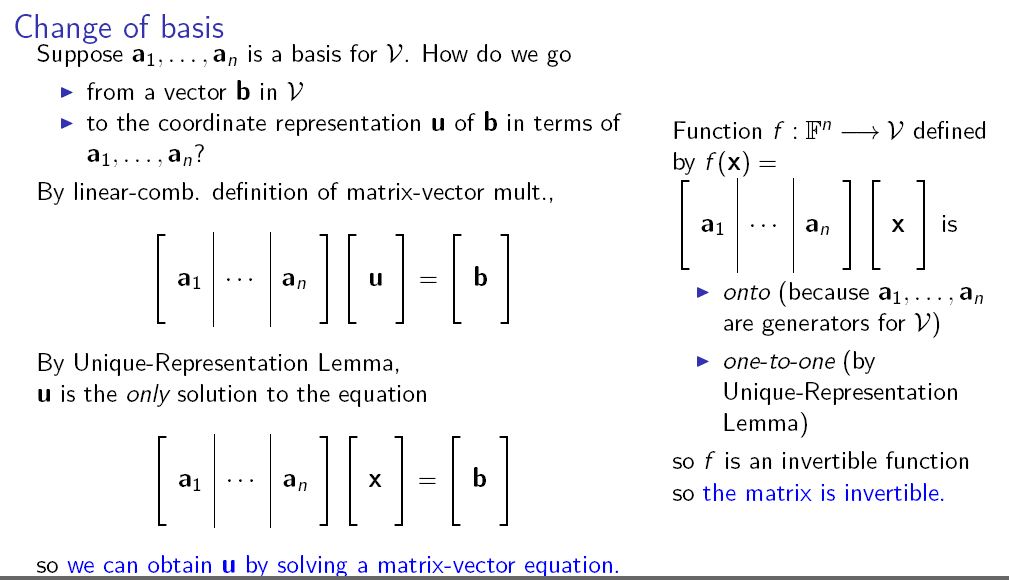 Change of basis
Suppose a₁, . . . , aₙ is a basis for 𝒱. How do we go
▶ from a vector b in 𝒱
▶ to the coordinate representation u of b in terms of
a₁, . . . , aₙ?
By linear-comb. definition of matrix-vector mult.,
[ a₁ | · · · | aₙ ] [ u ] = [ b ]
By Unique-Representation Lemma,
u is the only solution to the equation
[ a₁ | · · · | aₙ ] [ x ] = [ b ]
so we can obtain u by solving a matrix-vector equation.
Function f : 𝔽ⁿ ⟶ 𝒱 defined
by f(x) =
[ a₁ | · · · | aₙ ] [ x ] is
▶ onto (because a₁, . . . , aₙ
are generators for 𝒱)
▶ one-to-one (by
Unique-Representation
Lemma)
so f is an invertible function
so the matrix is invertible.